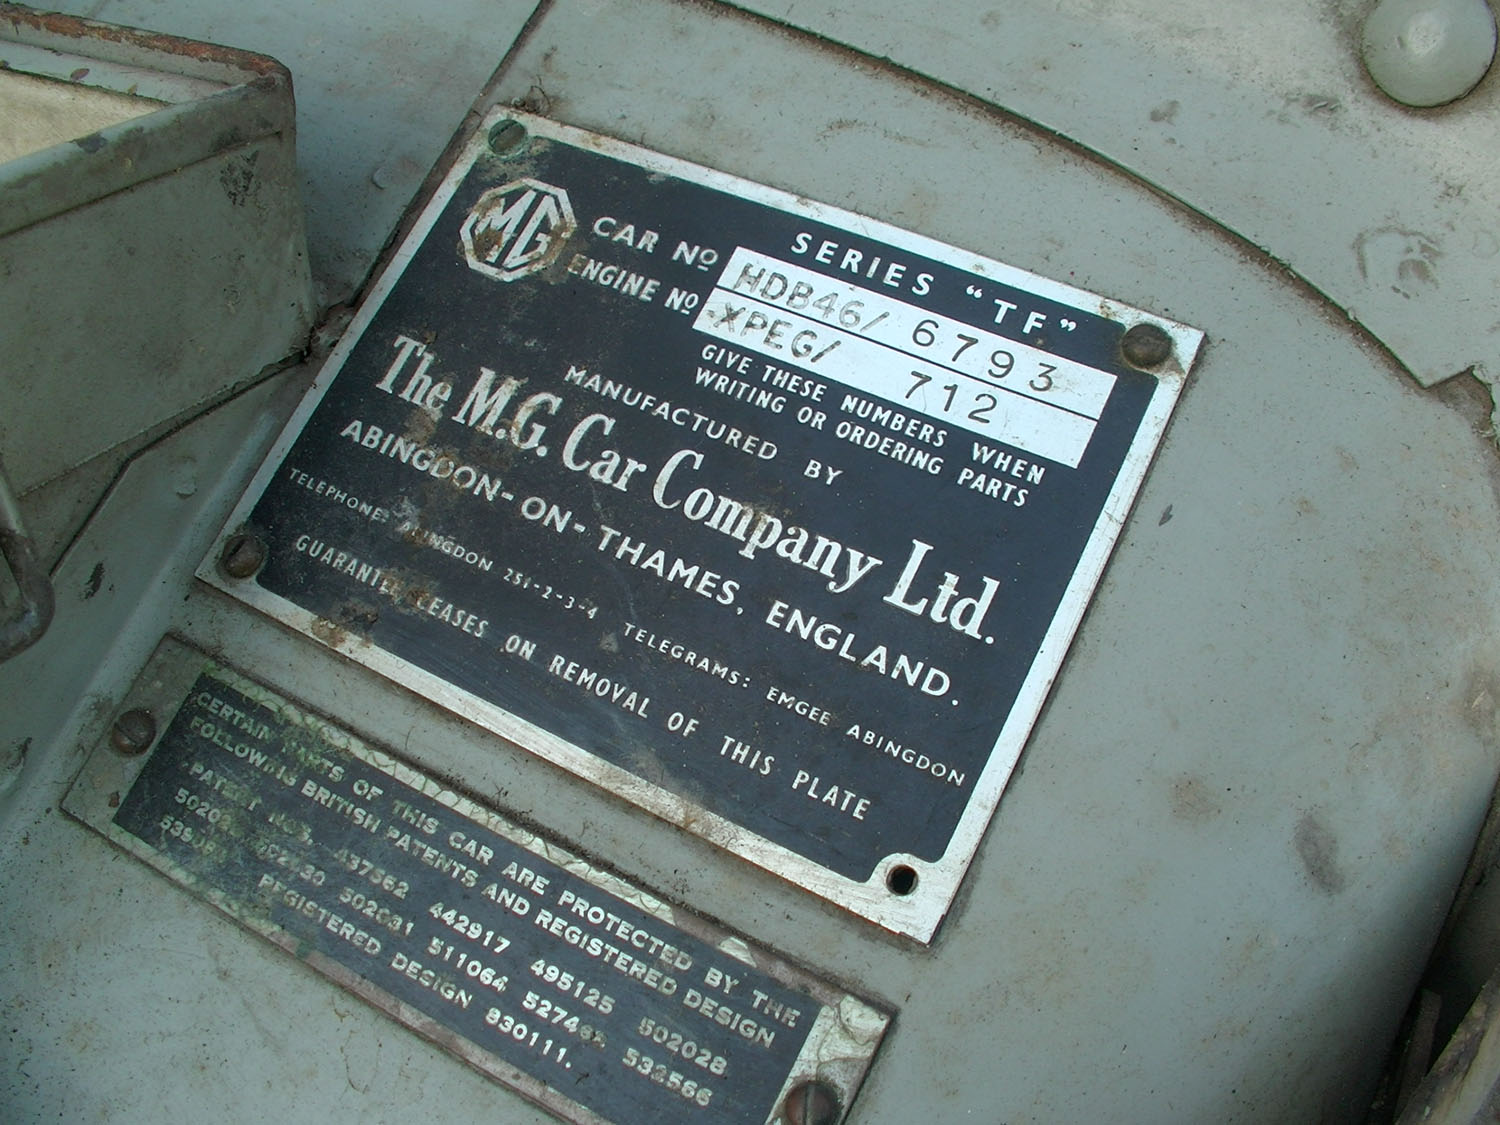 SERIES "TF"
MG
CAR Nº HDB46/ 6793
ENGINE Nº XPEG/ 712
GIVE THESE NUMBERS WHEN
WRITING OR ORDERING PARTS
MANUFACTURED BY
The M.G. Car Company Ltd.
ABINGDON-ON-THAMES, ENGLAND.
TELEPHONE: ABINGDON 251-2-3-4 TELEGRAMS: EMGEE ABINGDON
GUARANTEE CEASES ON REMOVAL OF THIS PLATE
CERTAIN PARTS OF THIS CAR ARE PROTECTED BY THE
FOLLOWING BRITISH PATENTS AND REGISTERED DESIGN
PATENT NOS. 437562 442917 495125 502028
502030 502031 511064 532566
REGISTERED DESIGN 830111.